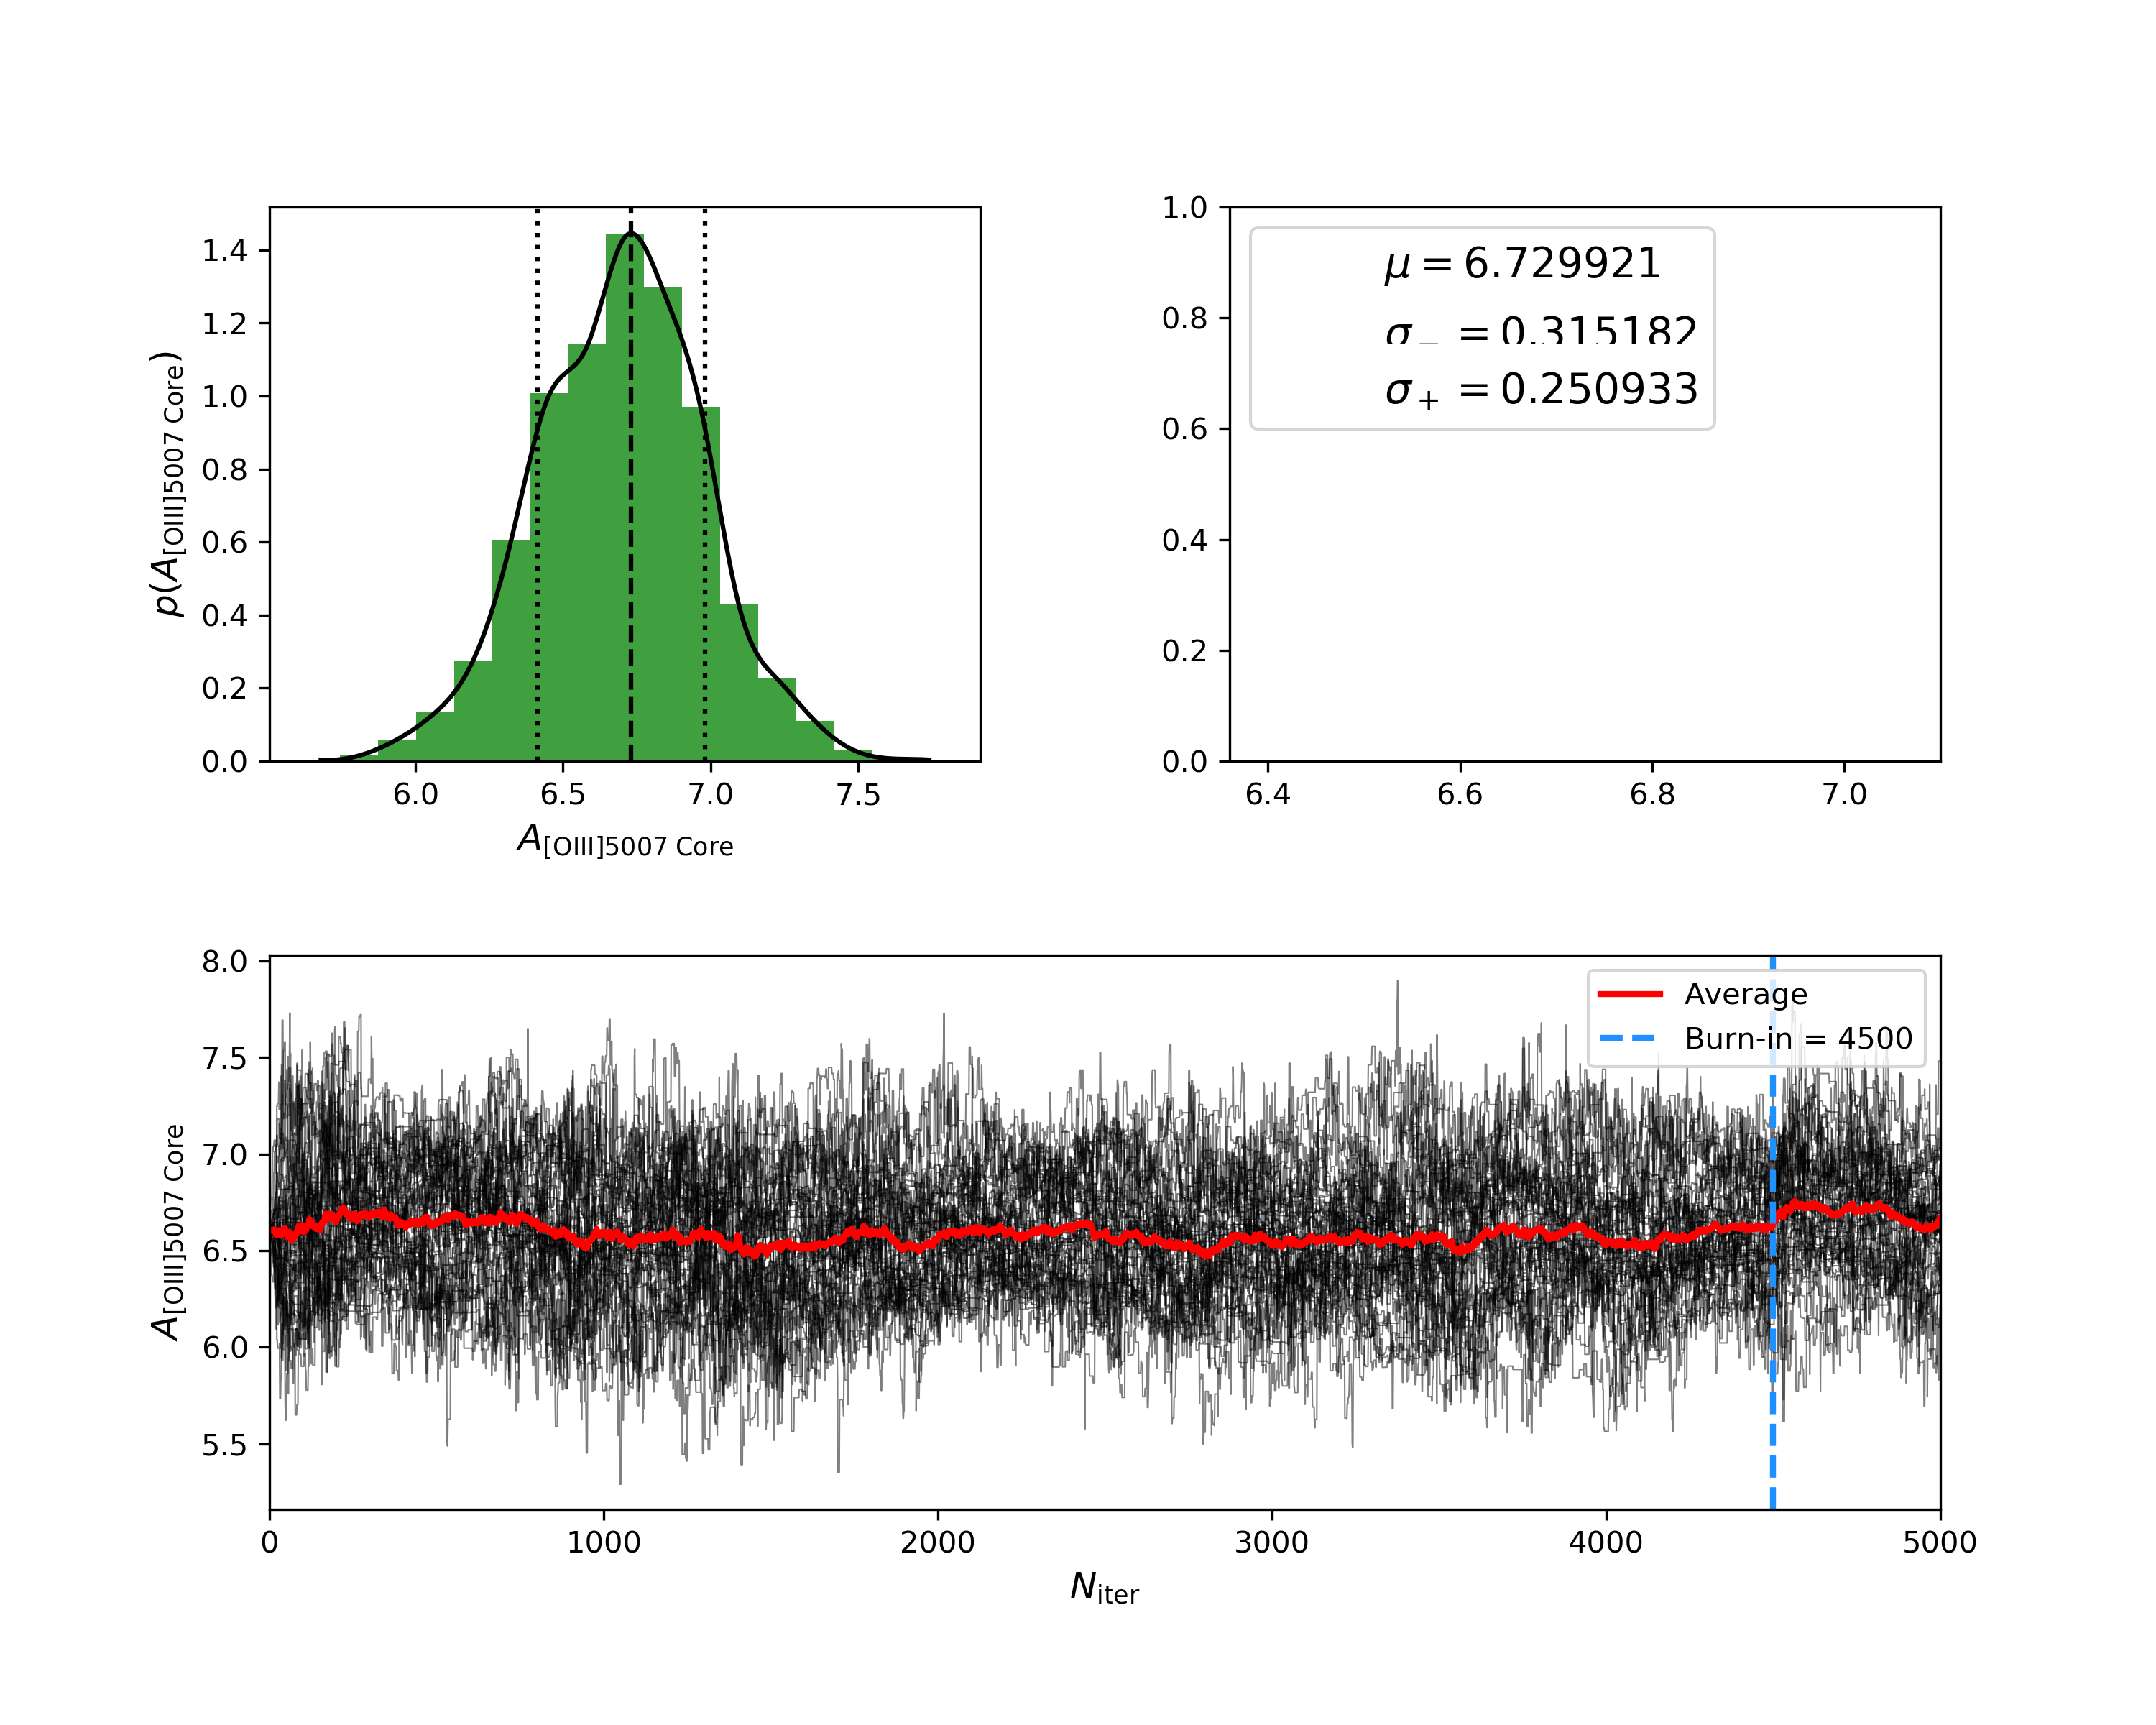 1.4
1.2
1.0
0.8
0.6
0.4
0.2
0.0
6.0 6.5 7.0 7.5
p(A[OIII]5007 Core)
A[OIII]5007 Core
1.0
0.8
0.6
0.4
0.2
0.0
6.4 6.6 6.8 7.0
μ = 6.729921
σ− = 0.315182
σ+ = 0.250933
8.0
7.5
7.0
6.5
6.0
5.5
A[OIII]5007 Core
Average
Burn-in = 4500
0 1000 2000 3000 4000 5000
Niter